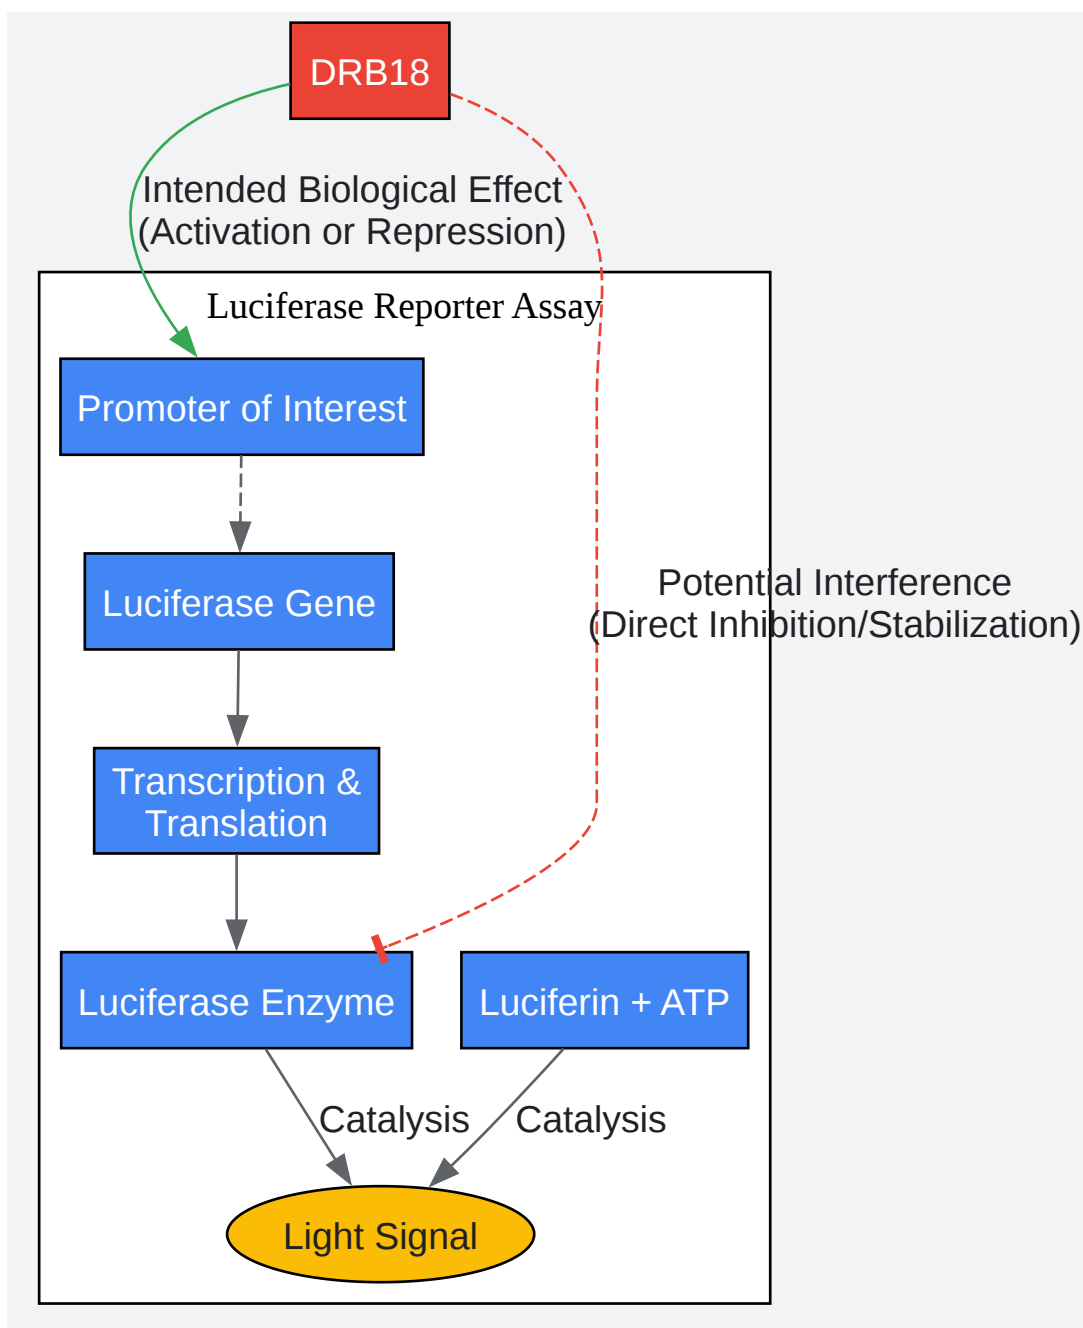 DRB18
Intended Biological Effect
(Activation or Repression)
Luciferase Reporter Assay
Promoter of Interest
Potential Interference
(Direct Inhibition/Stabilization)
Luciferase Gene
Transcription &
Translation
Luciferase Enzyme
Luciferin + ATP
Catalysis
Catalysis
Light Signal